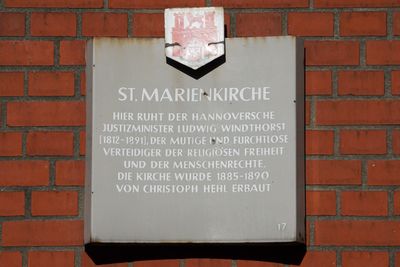 ST. MARIENKIRCHE
HIER RUHT DER HANNOVERSCHE
JUSTIZMINISTER LUDWIG WINDTHORST
(1812-1891), DER MUTIGE UND FURCHTLOSE
VERTEIDIGER DER RELIGIÖSEN FREIHEIT
UND DER MENSCHENRECHTE.
DIE KIRCHE WURDE 1885-1890
VON CHRISTOPH HEHL ERBAUT
17